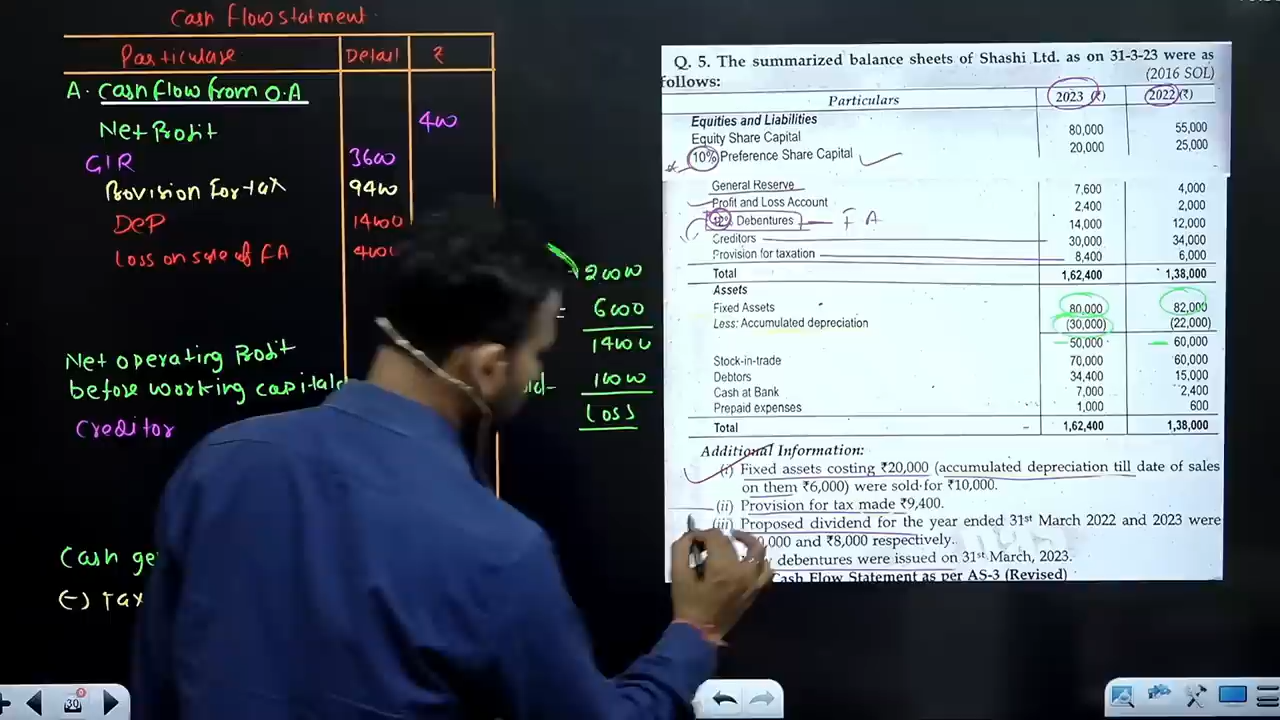 Cash flow statment
Particulars Detail ₹
A. Cash flow from O.A
Net Profit 400
GIR 3600
Provision for tax 9400
Dep 14000
Loss on sale of FA
Net operating Profit
before working capital
Creditor
Cash ge
(-) Tax
20000
6000
14000
10000
Loss
Q. 5. The summarized balance sheets of Shashi Ltd. as on 31-3-23 were as
follows: (2016 SOL)
Particulars 2023 (₹) 2022 (₹)
Equities and Liabilities
Equity Share Capital 80,000 55,000
10% Preference Share Capital 20,000 25,000
General Reserve 7,600 4,000
Profit and Loss Account 2,400 2,000
12% Debentures F A 14,000 12,000
Creditors 30,000 34,000
Provision for taxation 8,400 6,000
Total 1,62,400 1,38,000
Assets
Fixed Assets 80,000 82,000
Less: Accumulated depreciation (30,000) (22,000)
50,000 60,000
Stock-in-trade 70,000 60,000
Debtors 34,400 15,000
Cash at Bank 7,000 2,400
Prepaid expenses 1,000 600
Total 1,62,400 1,38,000
Additional Information:
(i) Fixed assets costing ₹20,000 (accumulated depreciation till date of sales
on them ₹6,000) were sold for ₹10,000.
(ii) Provision for tax made ₹9,400.
(iii) Proposed dividend for the year ended 31st March 2022 and 2023 were
0,000 and ₹8,000 respectively.
debentures were issued on 31st March, 2023.
Cash Flow Statement as per AS-3 (Revised)
30